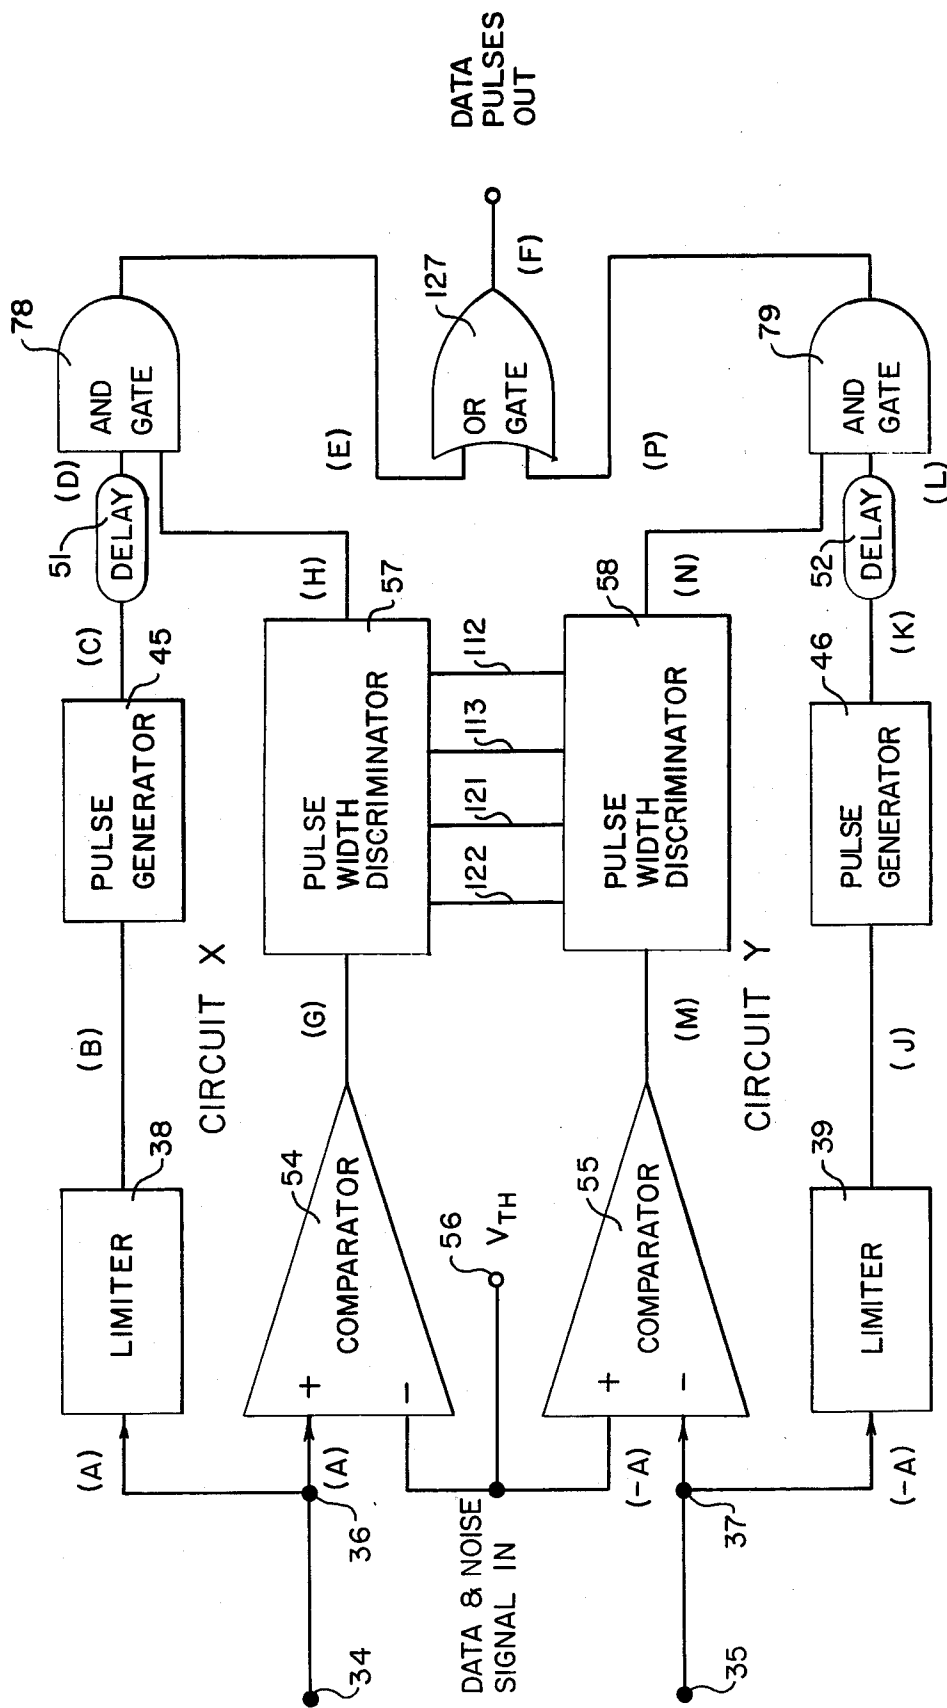 DATA
PULSES
OUT
78
AND
GATE
(D)
51
DELAY
(C)
45
PULSE
GENERATOR
(B)
38
LIMITER
(A)
127
(F)
OR
GATE
(E)
(P)
(H)
57
PULSE
WIDTH
DISCRIMINATOR
(G)
CIRCUIT X
54
COMPARATOR
+
-
(A)
36
34
112
113
121
122
56
VTH
DATA & NOISE
SIGNAL IN
58
(N)
PULSE
WIDTH
DISCRIMINATOR
(M)
CIRCUIT Y
55
COMPARATOR
+
-
(-A)
37
35
79
AND
GATE
(L)
52
DELAY
(K)
46
PULSE
GENERATOR
(J)
39
LIMITER
(-A)